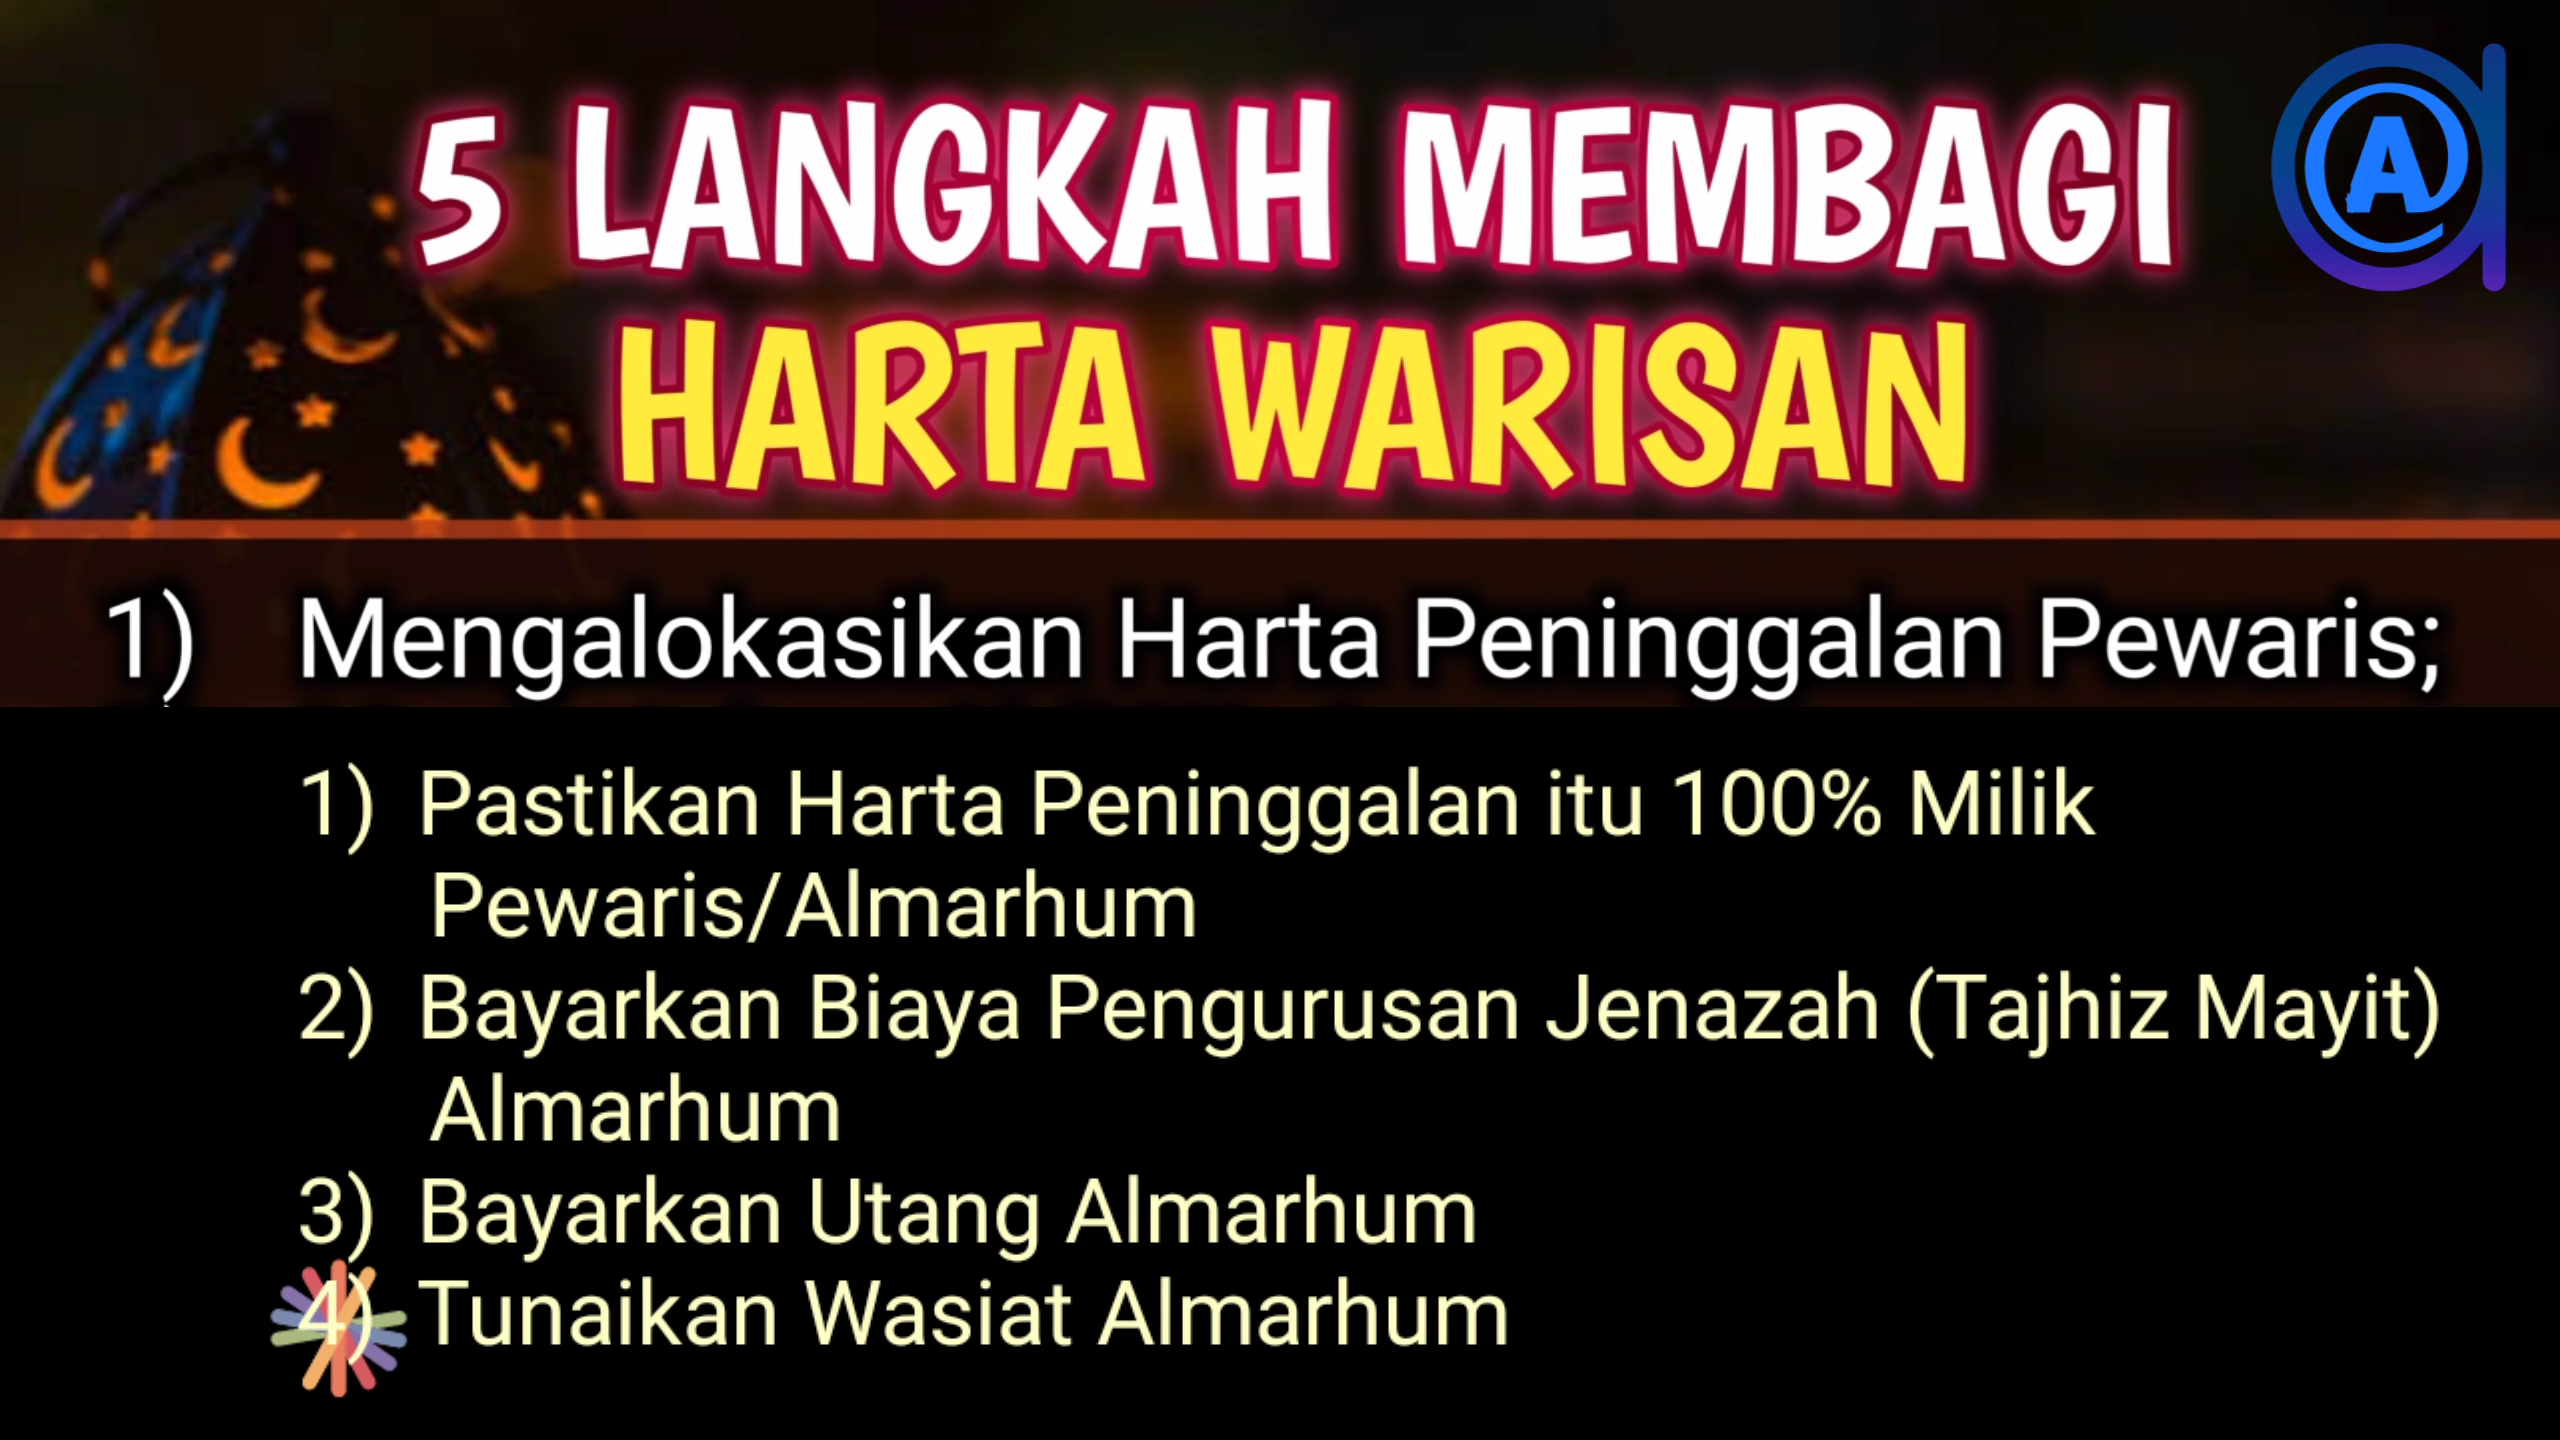 5 LANGKAH MEMBAGI
HARTA WARISAN
A
1) Mengalokasikan Harta Peninggalan Pewaris;
1) Pastikan Harta Peninggalan itu 100% Milik
Pewaris/Almarhum
2) Bayarkan Biaya Pengurusan Jenazah (Tajhiz Mayit)
Almarhum
3) Bayarkan Utang Almarhum
4) Tunaikan Wasiat Almarhum